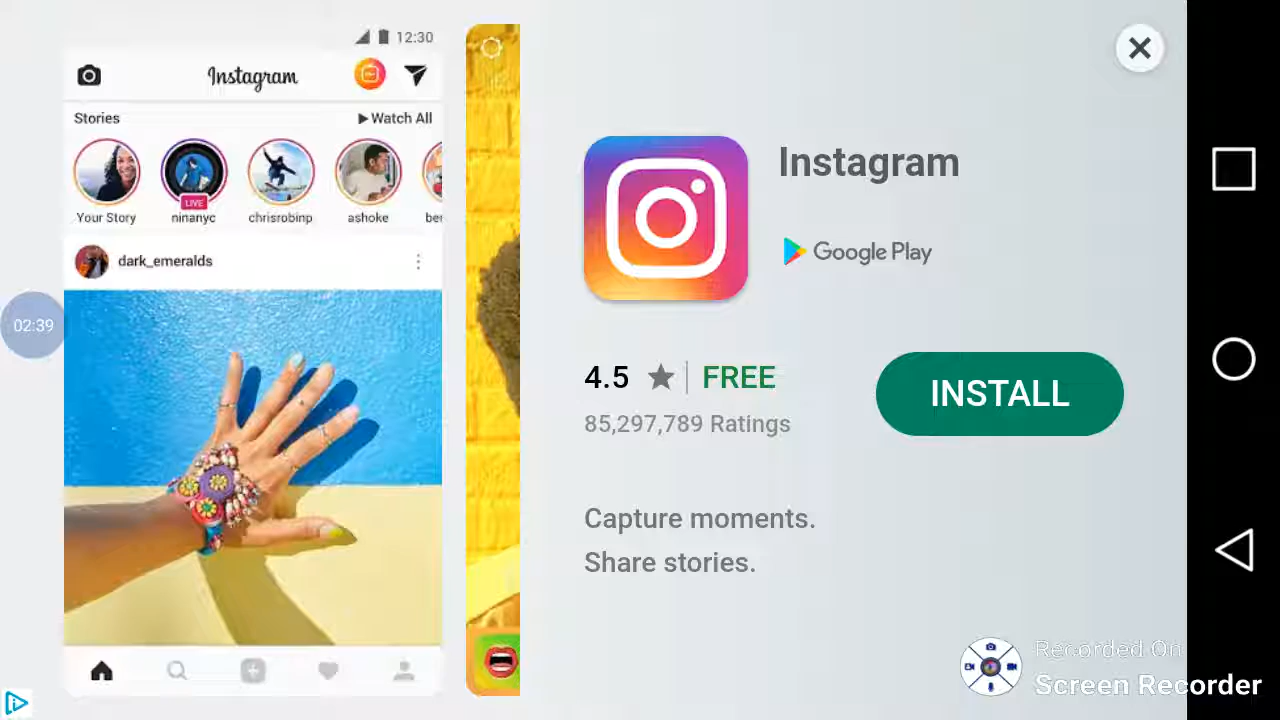 12:30
Instagram
Stories
Watch All
LIVE
Your Story
ninanyc
chrisrobinp
ashoke
ber
dark_emeralds
02:39
Instagram
Google Play
4.5
FREE
85,297,789 Ratings
INSTALL
Capture moments.
Share stories.
Recorded On
Screen Recorder